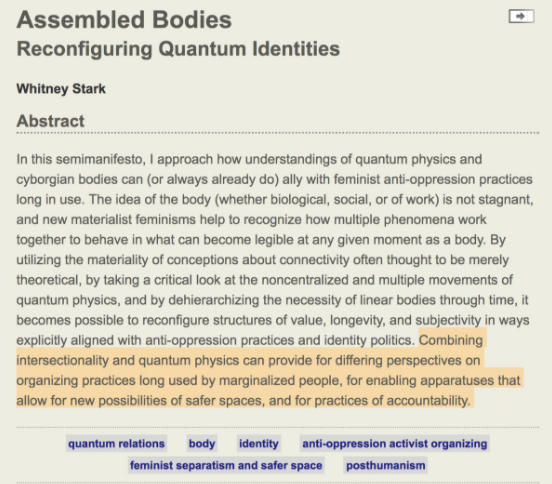 Assembled Bodies
Reconfiguring Quantum Identities
Whitney Stark
Abstract
In this semimanifesto, I approach how understandings of quantum physics and
cyborgian bodies can (or always already do) ally with feminist anti-oppression practices
long in use. The idea of the body (whether biological, social, or of work) is not stagnant,
and new materialist feminisms help to recognize how multiple phenomena work
together to behave in what can become legible at any given moment as a body. By
utilizing the materiality of conceptions about connectivity often thought to be merely
theoretical, by taking a critical look at the noncentralized and multiple movements of
quantum physics, and by dehierarchizing the necessity of linear bodies through time, it
becomes possible to reconfigure structures of value, longevity, and subjectivity in ways
explicitly aligned with anti-oppression practices and identity politics. Combining
intersectionality and quantum physics can provide for differing perspectives on
organizing practices long used by marginalized people, for enabling apparatuses that
allow for new possibilities of safer spaces, and for practices of accountability.
quantum relations body identity anti-oppression activist organizing
feminist separatism and safer space posthumanism